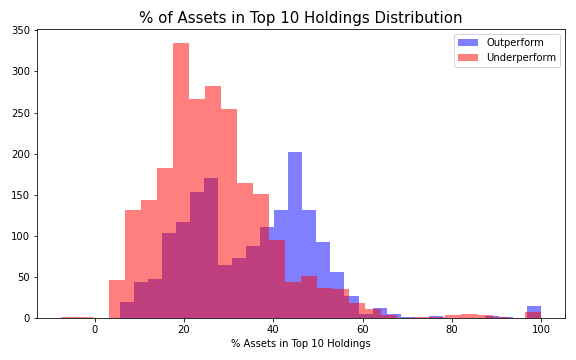 % of Assets in Top 10 Holdings Distribution
350
300
250
200
150
100
50
0
Outperform
Underperform
0 20 40 60 80 100
% Assets in Top 10 Holdings